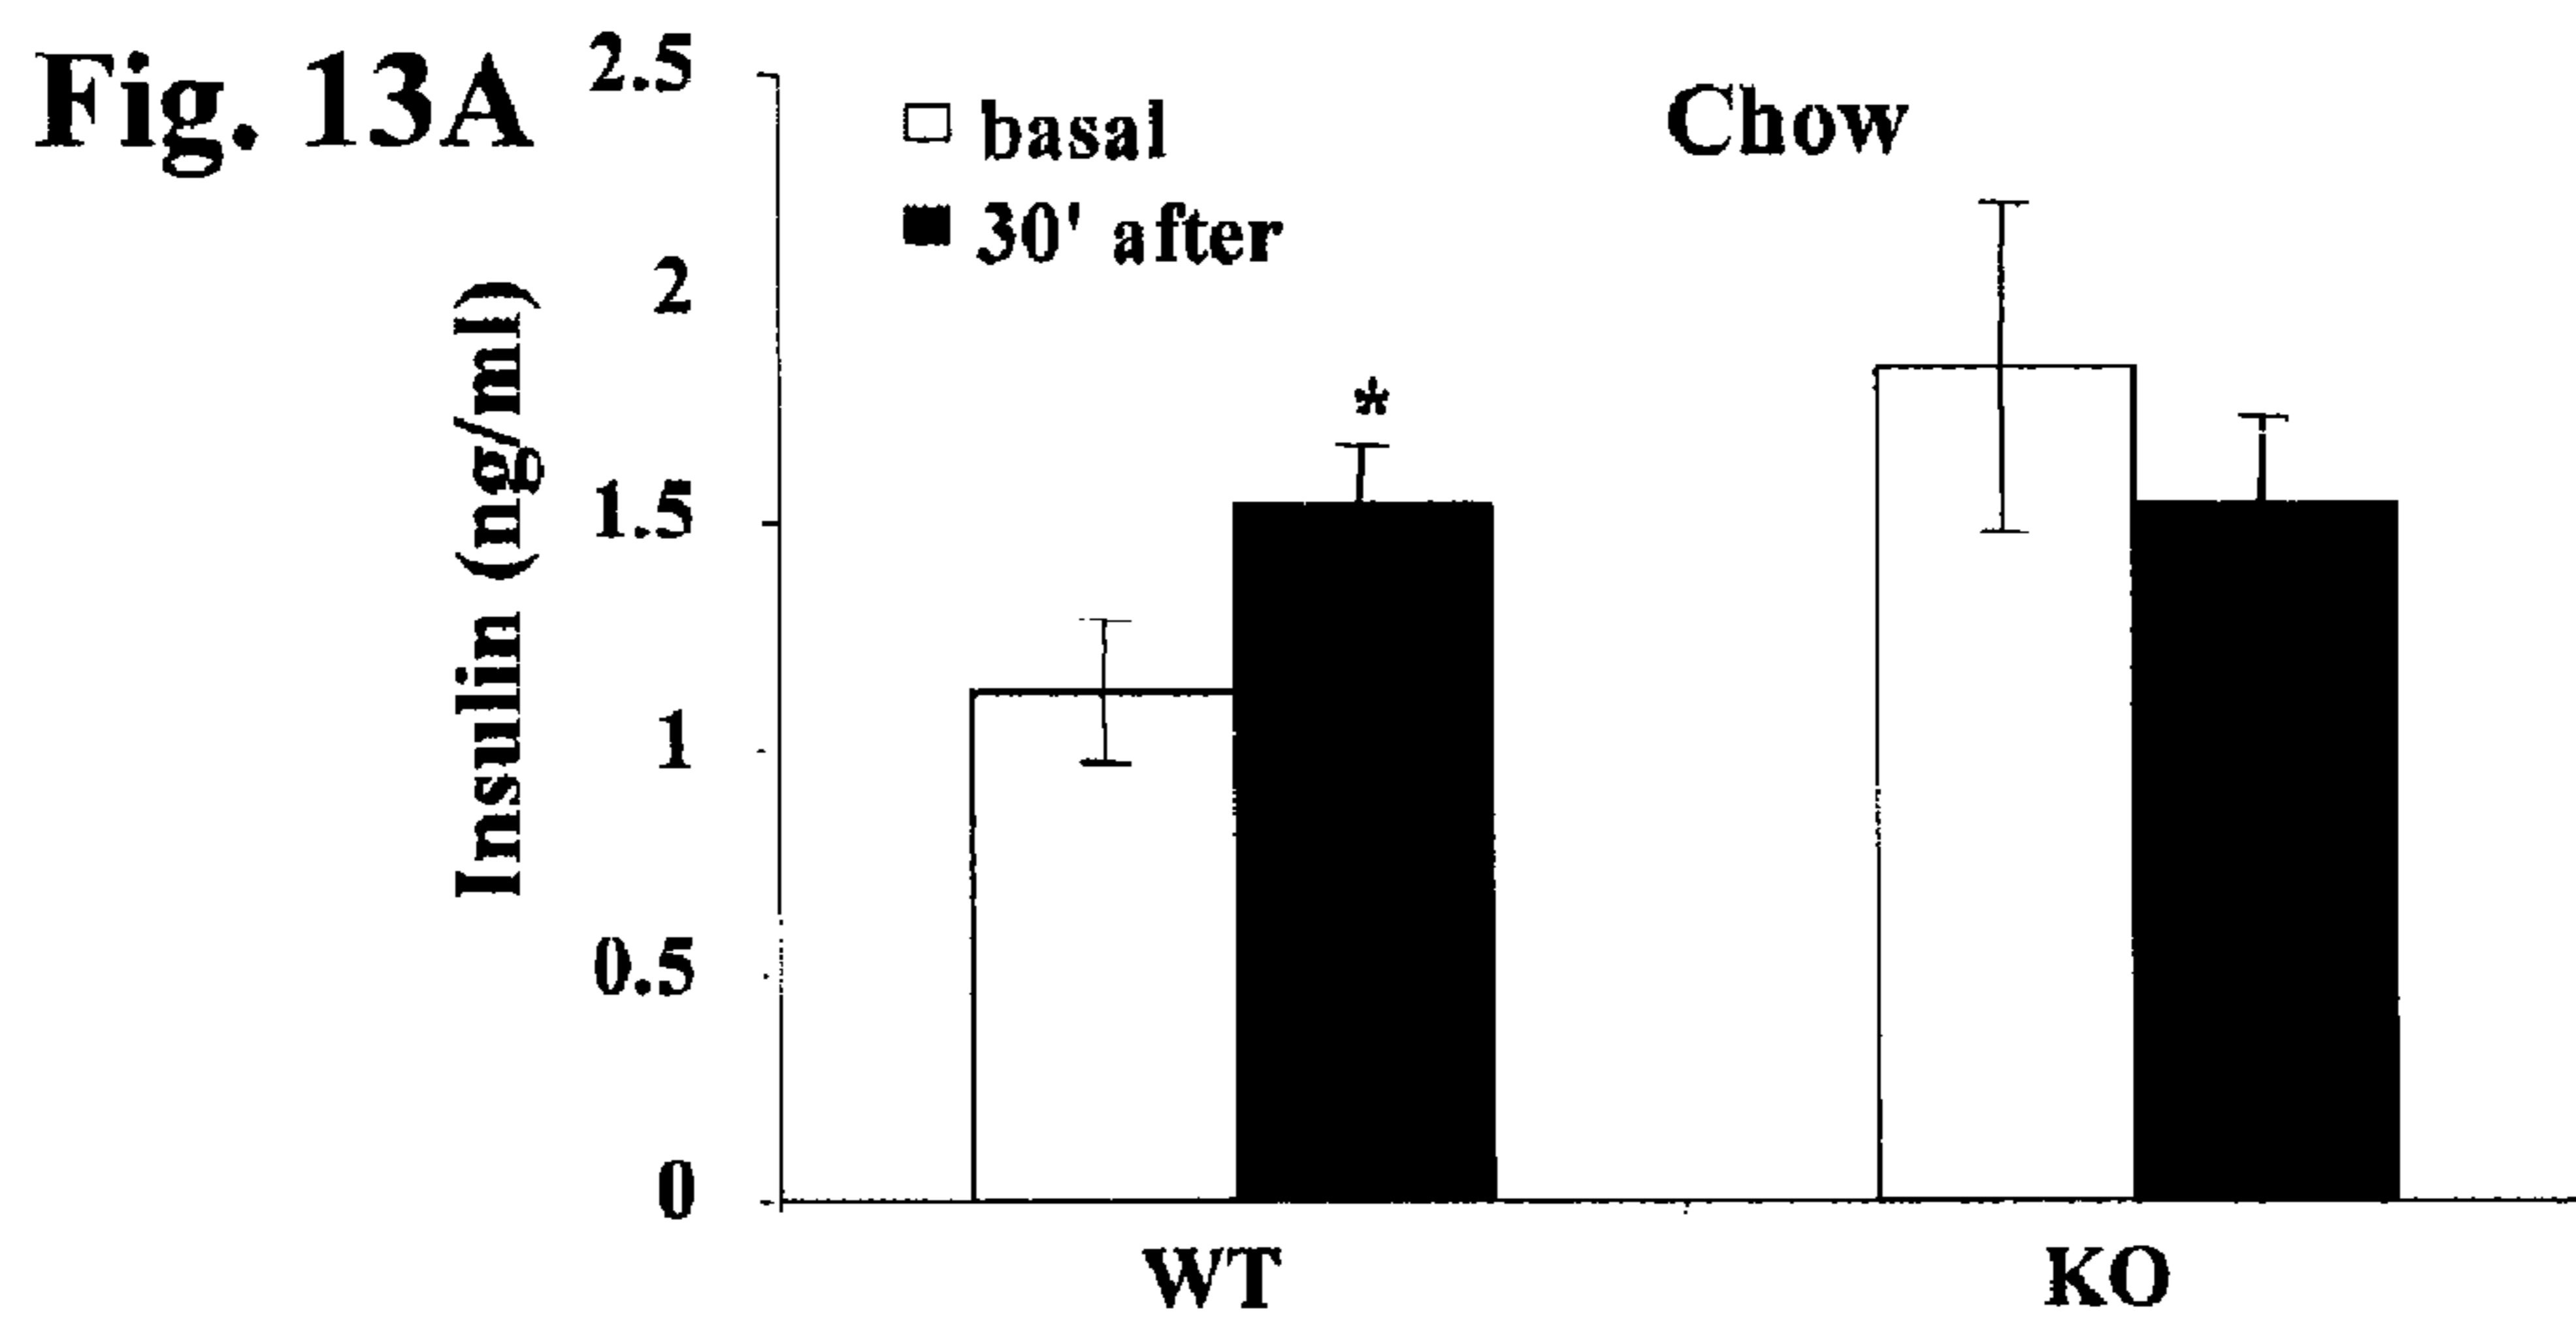 Fig. 13A
Chow
basal
30' after
Insulin (ng/ml)
2.5
2
1.5
1
0.5
0
*
WT
KO